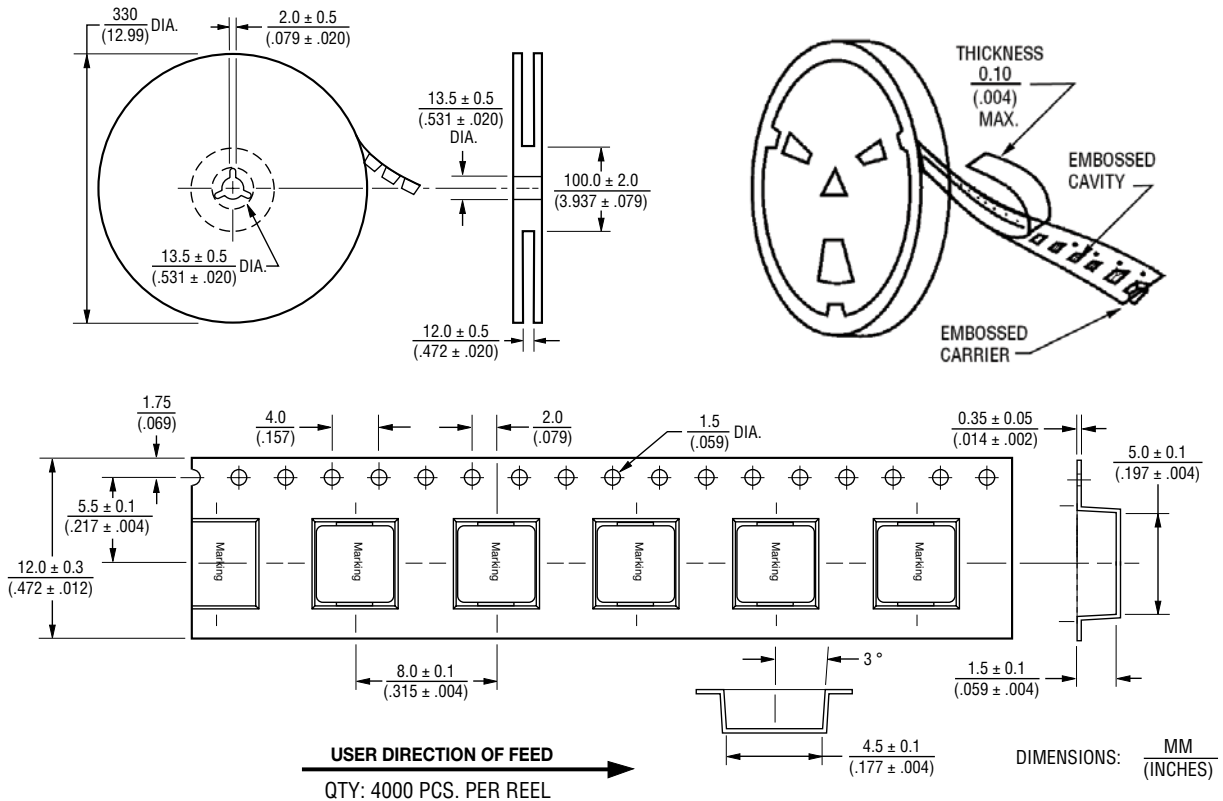 330
(12.99)
DIA.
2.0 ± 0.5
(.079 ± .020)
13.5 ± 0.5
(.531 ± .020)
DIA.
13.5 ± 0.5
(.531 ± .020)
DIA.
100.0 ± 2.0
(3.937 ± .079)
12.0 ± 0.5
(.472 ± .020)
THICKNESS
0.10
(.004)
MAX.
EMBOSSED
CAVITY
EMBOSSED
CARRIER
1.75
(.069)
4.0
(.157)
2.0
(.079)
1.5
(.059)
DIA.
0.35 ± 0.05
(.014 ± .002)
5.0 ± 0.1
(.197 ± .004)
5.5 ± 0.1
(.217 ± .004)
12.0 ± 0.3
(.472 ± .012)
Marking
Marking
Marking
Marking
Marking
Marking
8.0 ± 0.1
(.315 ± .004)
3 °
1.5 ± 0.1
(.059 ± .004)
4.5 ± 0.1
(.177 ± .004)
USER DIRECTION OF FEED
QTY: 4000 PCS. PER REEL
DIMENSIONS:
MM
(INCHES)